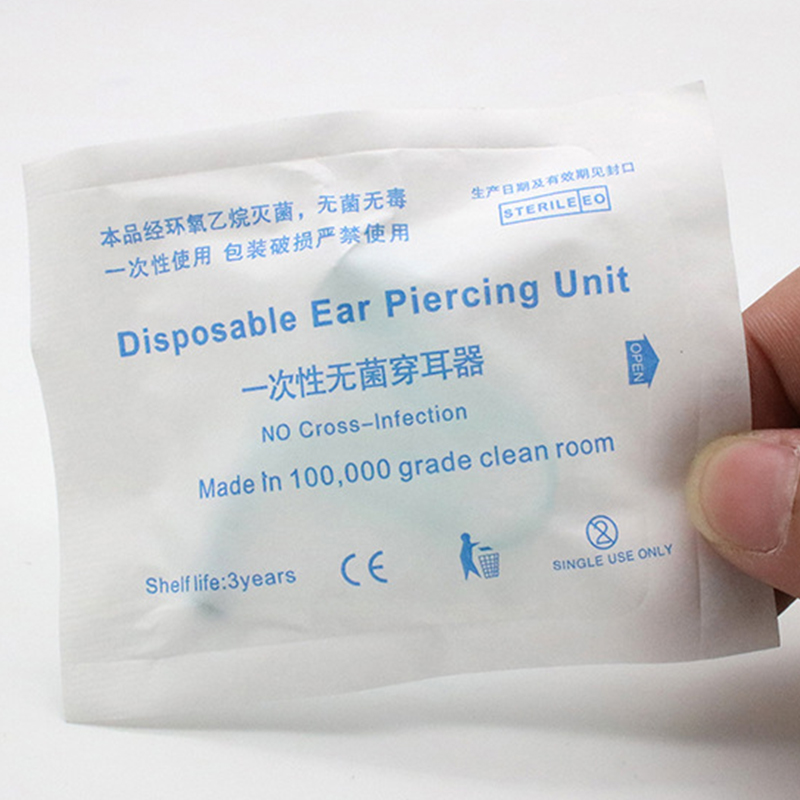 本品经环氧乙烷灭菌，无菌无毒
一次性使用 包装破损严禁使用
生产日期及有效期见封口
STERILE EO
Disposable Ear Piercing Unit
一次性无菌穿耳器
OPEN
NO Cross-Infection
Made in 100,000 grade clean room
Shelf life:3years
CE
2
SINGLE USE ONLY